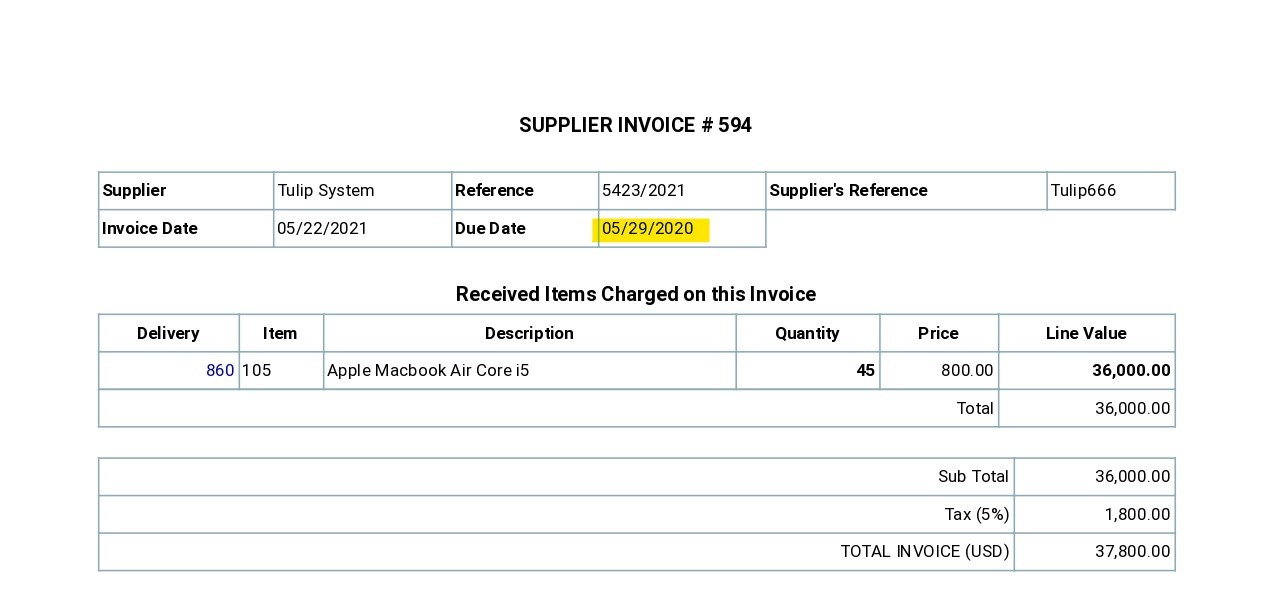 SUPPLIER INVOICE # 594
Supplier Tulip System Reference 5423/2021 Supplier's Reference Tulip666
Invoice Date 05/22/2021 Due Date 05/29/2020
Received Items Charged on this Invoice
Delivery Item Description Quantity Price Line Value
860 105 Apple Macbook Air Core i5 45 800.00 36,000.00
Total 36,000.00
Sub Total 36,000.00
Tax (5%) 1,800.00
TOTAL INVOICE (USD) 37,800.00